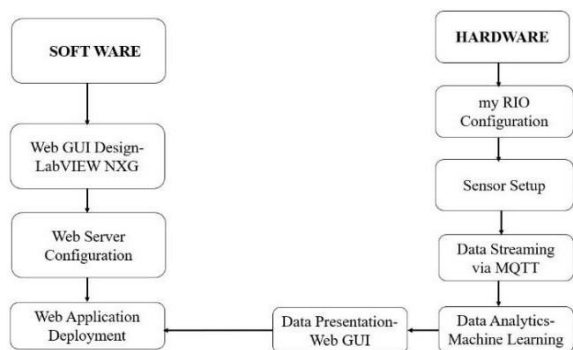 SOFT WARE
Web GUI Design-
LabVIEW NXG
Web Server
Configuration
Web Application
Deployment
HARDWARE
my RIO
Configuration
Sensor Setup
Data Streaming
via MQTT
Data Analytics-
Machine Learning
Data Presentation-
Web GUI